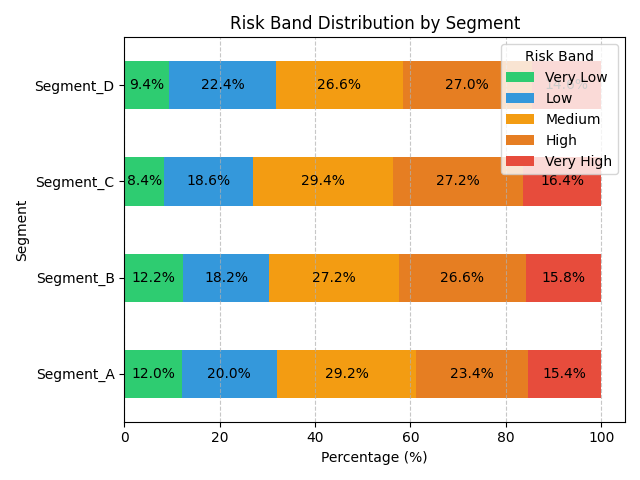 Risk Band Distribution by Segment
Risk Band
Very Low
Low
Medium
High
Very High
Segment_D
9.4%
22.4%
26.6%
27.0%
14.6%
Segment_C
8.4%
18.6%
29.4%
27.2%
16.4%
Segment_B
12.2%
18.2%
27.2%
26.6%
15.8%
Segment_A
12.0%
20.0%
29.2%
23.4%
15.4%
Segment
0
20
40
60
80
100
Percentage (%)